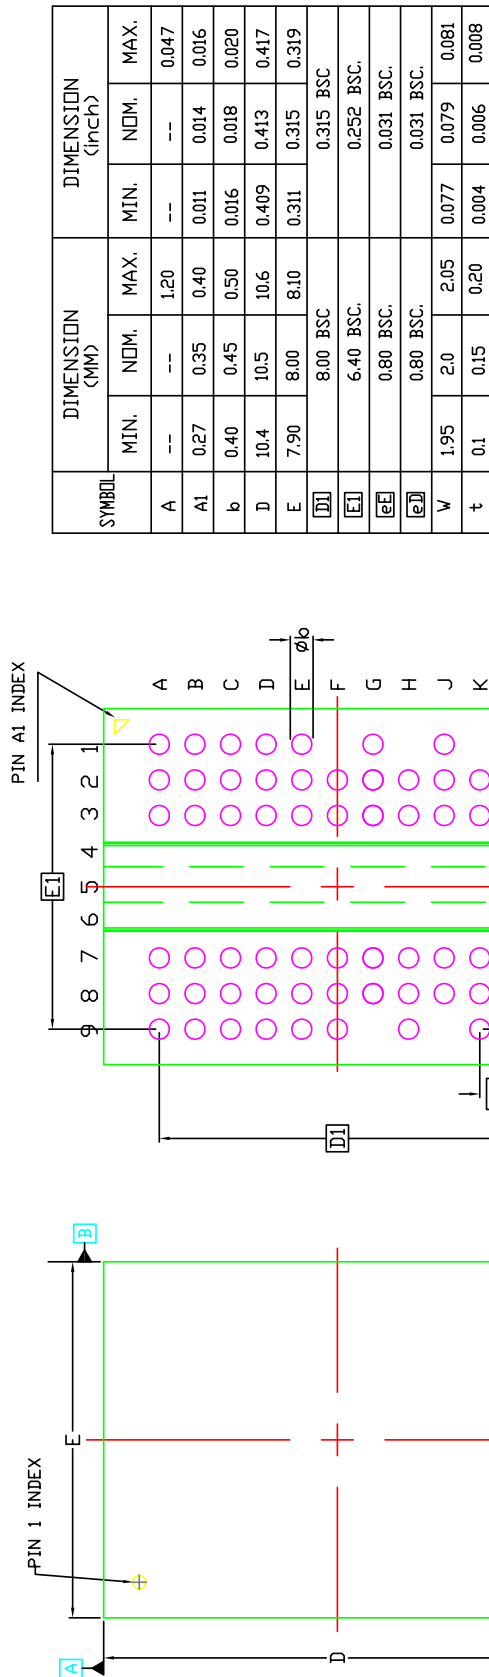 SYMBOL DIMENSION (MM) DIMENSION (inch)
MIN. NOM. MAX. MIN. NOM. MAX.
A -- -- 1.20 -- -- 0.047
A1 0.27 0.35 0.40 0.011 0.014 0.016
b 0.40 0.45 0.50 0.016 0.018 0.020
D 10.4 10.5 10.6 0.409 0.413 0.417
E 7.90 8.00 8.10 0.311 0.315 0.319
D1 8.00 BSC 0.315 BSC
E1 6.40 BSC. 0.252 BSC.
eE 0.80 BSC. 0.031 BSC.
eD 0.80 BSC. 0.031 BSC.
W 1.95 2.0 2.05 0.077 0.079 0.081
t 0.1 0.15 0.20 0.004 0.006 0.008
PIN A1 INDEX
E1
9 8 7 6 5 4 3 2 1
A
B
C
D
E
F
G
H
J
K
Øb
D1
PIN 1 INDEX
E
A
B
D